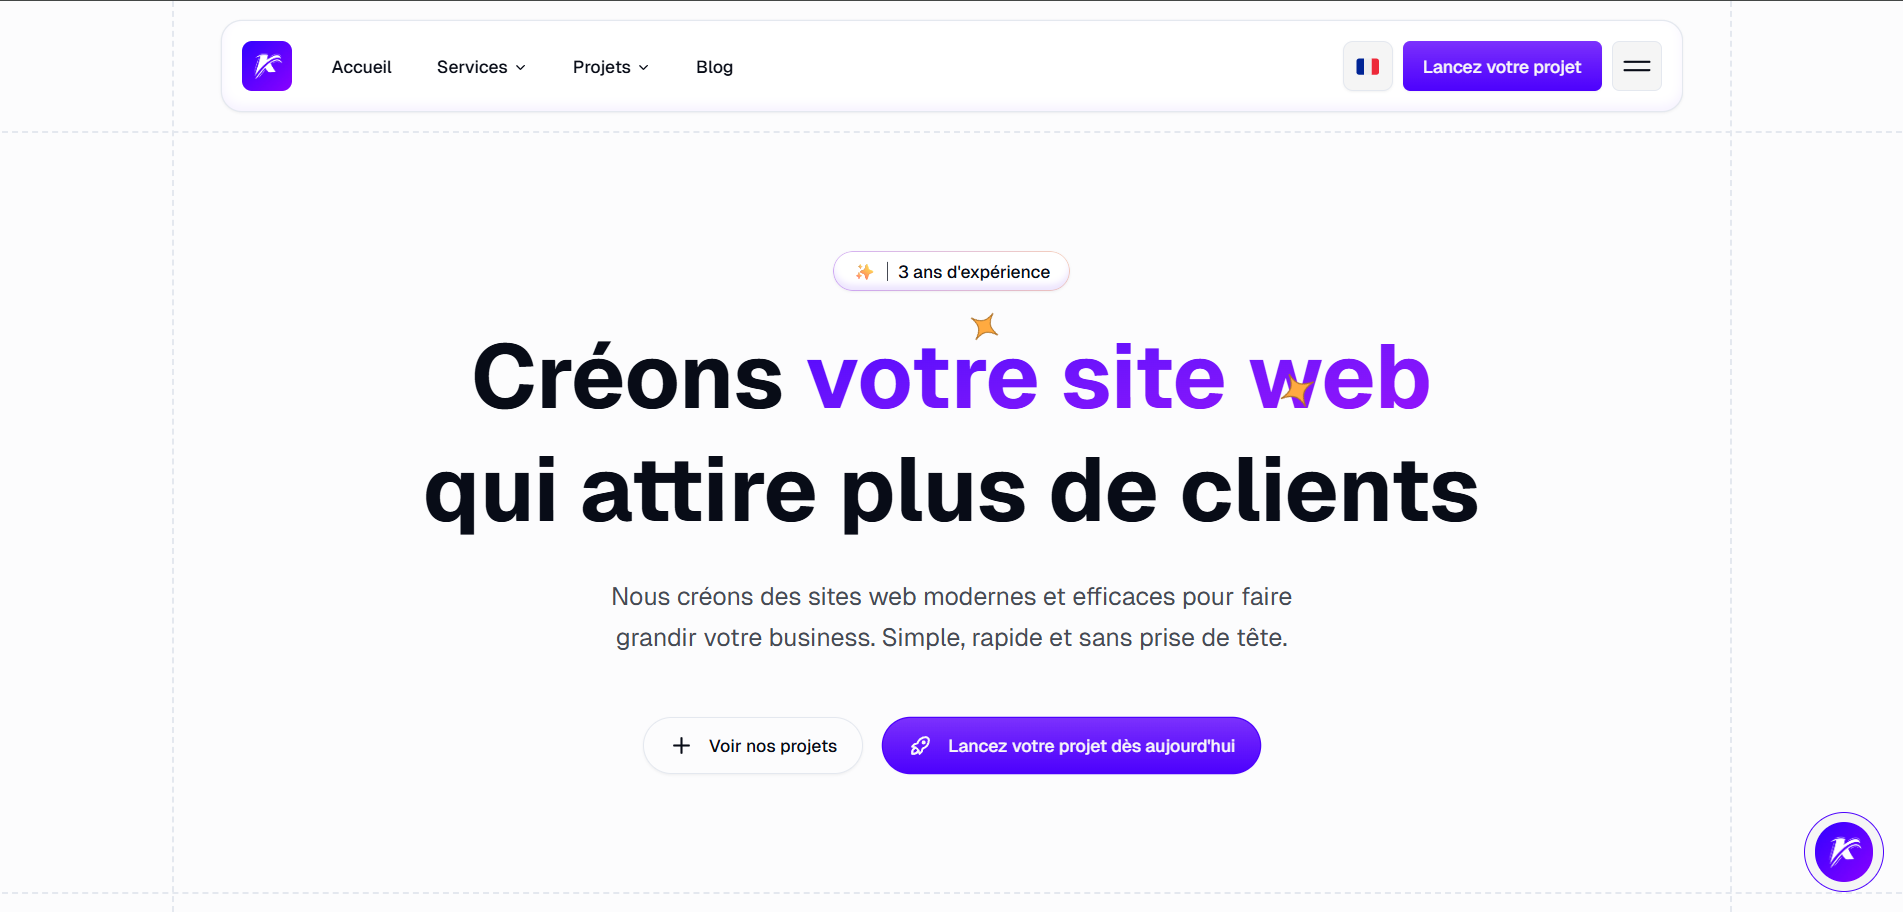 Accueil
Services
Projets
Blog
Lancez votre projet
3 ans d'expérience
Créons votre site web
qui attire plus de clients
Nous créons des sites web modernes et efficaces pour faire
grandir votre business. Simple, rapide et sans prise de tête.
Voir nos projets
Lancez votre projet dès aujourd'hui